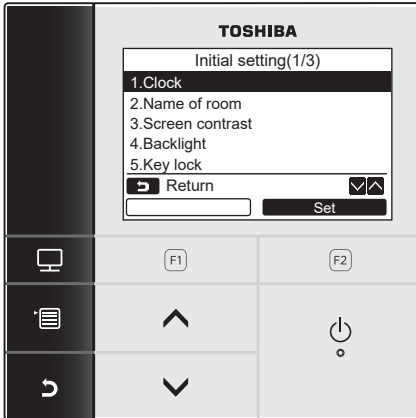 TOSHIBA
Initial setting(1/3)
1.Clock
2.Name of room
3.Screen contrast
4.Backlight
5.Key lock
Return
Set
F1
F2